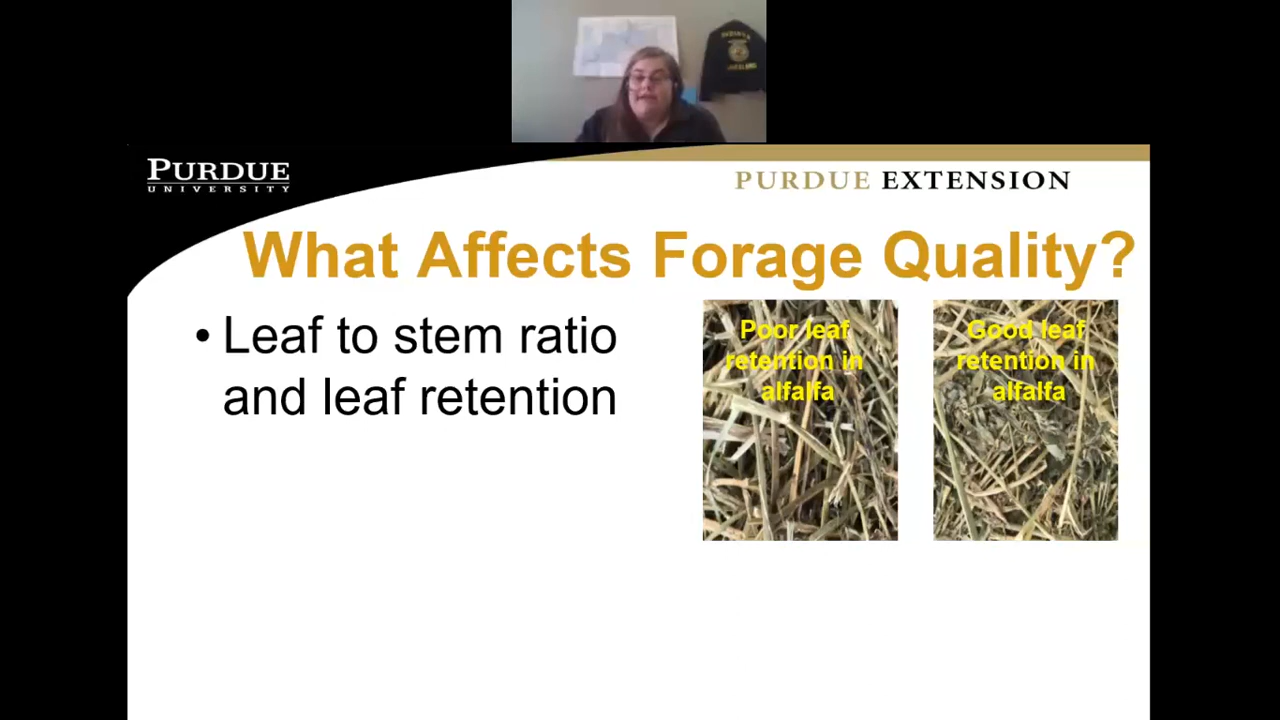 PURDUE
UNIVERSITY
PURDUE EXTENSION
What Affects Forage Quality?
• Leaf to stem ratio
and leaf retention
Poor leaf
retention in
alfalfa
Good leaf
retention in
alfalfa